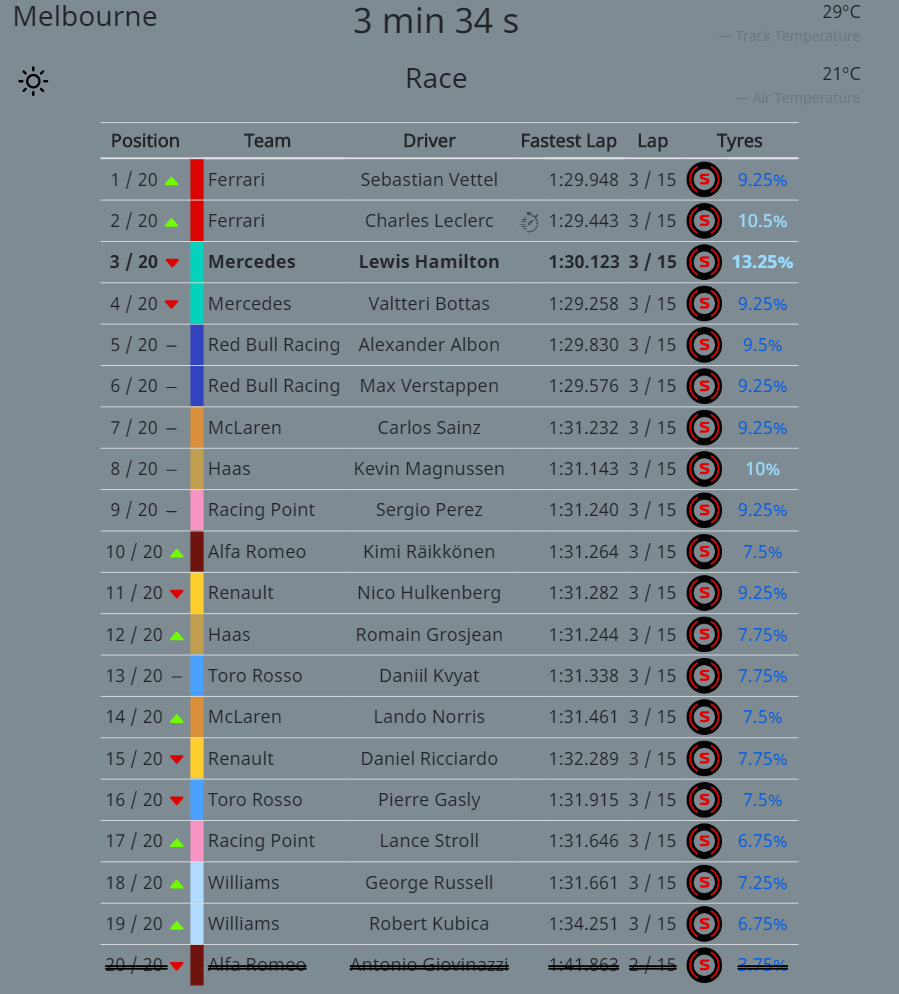 Melbourne 3 min 34 s 29°C
— Track Temperature
Race 21°C
— Air Temperature
Position Team Driver Fastest Lap Lap Tyres
1 / 20 Ferrari Sebastian Vettel 1:29.948 3 / 15 S 9.25%
2 / 20 Ferrari Charles Leclerc 1:29.443 3 / 15 S 10.5%
3 / 20 Mercedes Lewis Hamilton 1:30.123 3 / 15 S 13.25%
4 / 20 Mercedes Valtteri Bottas 1:29.258 3 / 15 S 9.25%
5 / 20 – Red Bull Racing Alexander Albon 1:29.830 3 / 15 S 9.5%
6 / 20 – Red Bull Racing Max Verstappen 1:29.576 3 / 15 S 9.25%
7 / 20 – McLaren Carlos Sainz 1:31.232 3 / 15 S 9.25%
8 / 20 – Haas Kevin Magnussen 1:31.143 3 / 15 S 10%
9 / 20 – Racing Point Sergio Perez 1:31.240 3 / 15 S 9.25%
10 / 20 Alfa Romeo Kimi Räikkönen 1:31.264 3 / 15 S 7.5%
11 / 20 Renault Nico Hulkenberg 1:31.282 3 / 15 S 9.25%
12 / 20 Haas Romain Grosjean 1:31.244 3 / 15 S 7.75%
13 / 20 – Toro Rosso Daniil Kvyat 1:31.338 3 / 15 S 7.75%
14 / 20 McLaren Lando Norris 1:31.461 3 / 15 S 7.5%
15 / 20 Renault Daniel Ricciardo 1:32.289 3 / 15 S 7.75%
16 / 20 Toro Rosso Pierre Gasly 1:31.915 3 / 15 S 7.5%
17 / 20 Racing Point Lance Stroll 1:31.646 3 / 15 S 6.75%
18 / 20 Williams George Russell 1:31.661 3 / 15 S 7.25%
19 / 20 Williams Robert Kubica 1:34.251 3 / 15 S 6.75%
20 / 20 Alfa Romeo Antonio Giovinazzi 1:41.863 2 / 15 S 3.75%